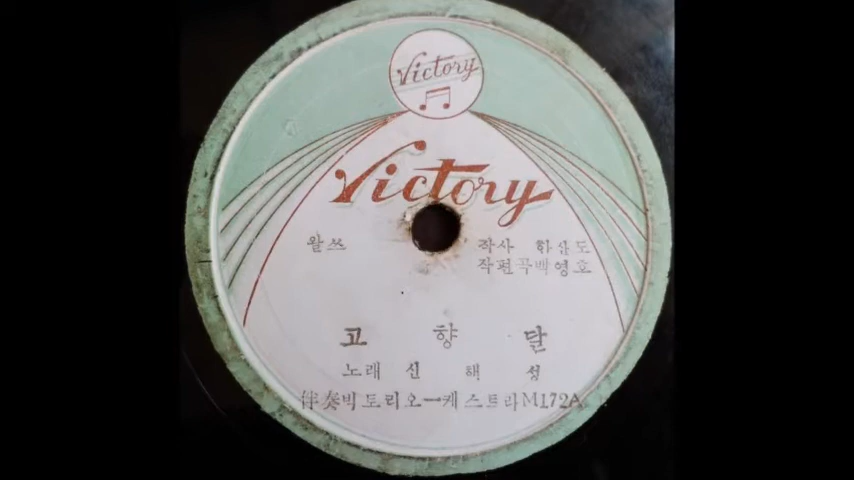 Victory
Victory
왈쓰
작사 하산도
작편곡백영호
고향달
노래 신해성
伴奏빅토리오一케스트라M172A